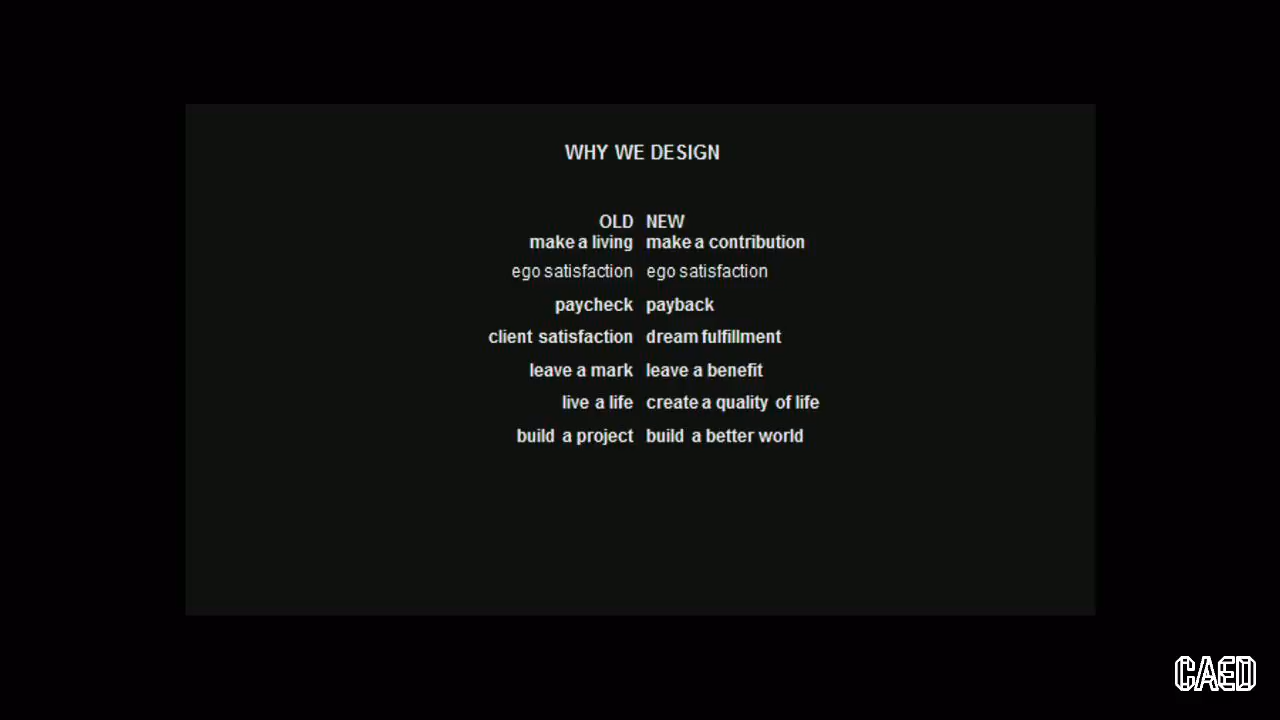 WHY WE DESIGN
OLD NEW
make a living make a contribution
ego satisfaction ego satisfaction
paycheck payback
client satisfaction dream fulfillment
leave a mark leave a benefit
live a life create a quality of life
build a project build a better world
CAED